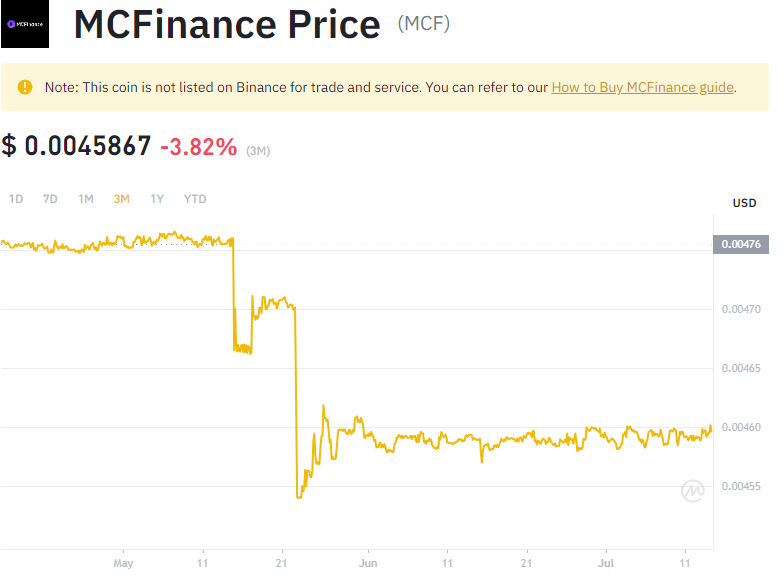 MCFinance
MCFinance Price (MCF)
Note: This coin is not listed on Binance for trade and service. You can refer to our How to Buy MCFinance guide.
$ 0.0045867 -3.82% (3M)
1D 7D 1M 3M 1Y YTD
USD
0.00476
0.00470
0.00465
0.00460
0.00455
May 11 21 Jun 11 21 Jul 11